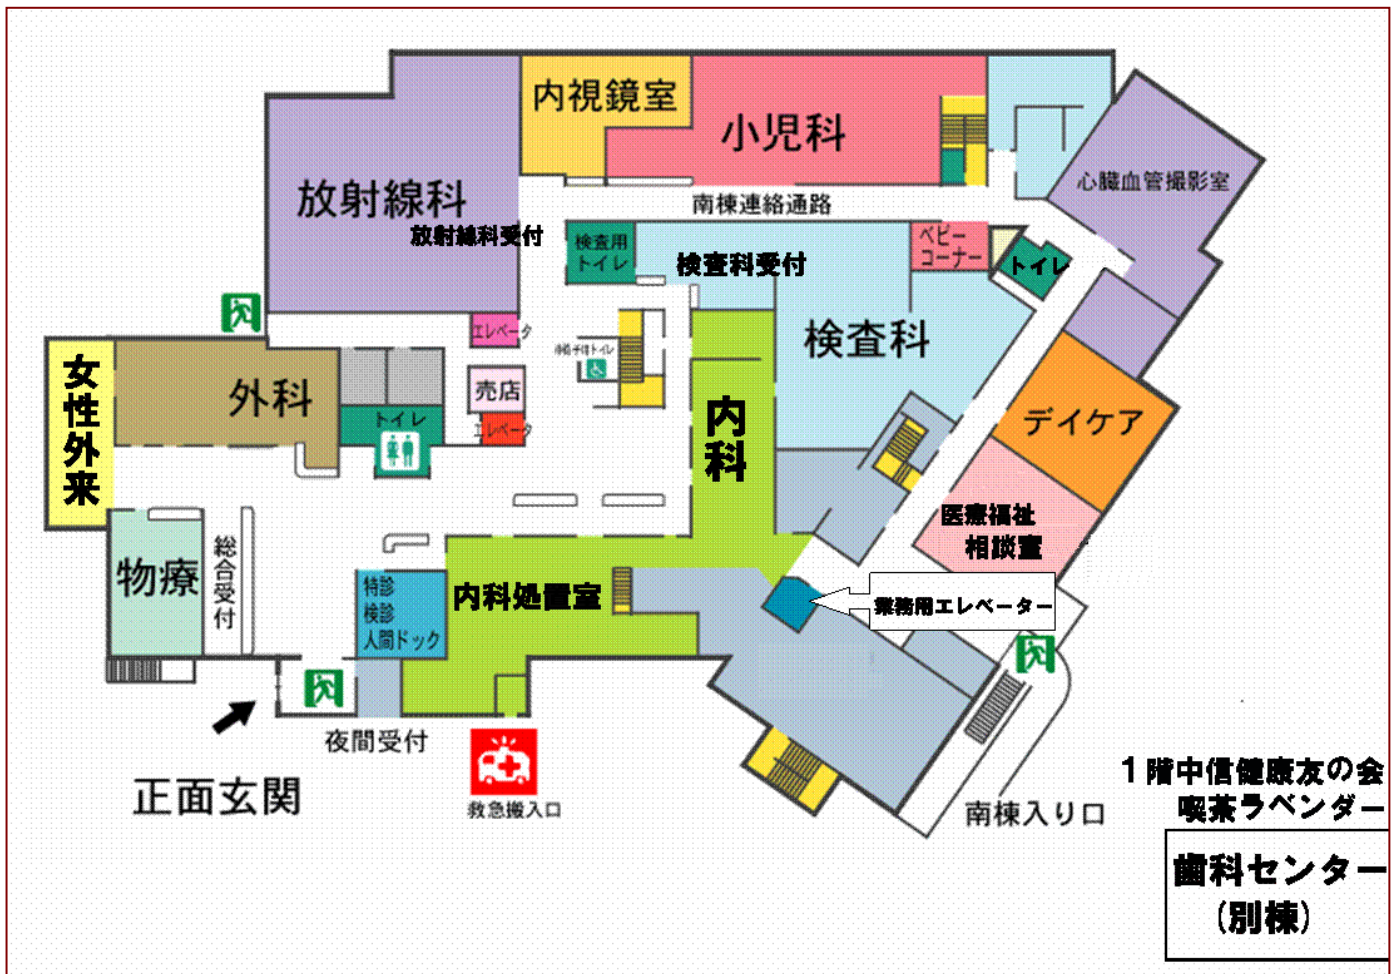 内視鏡室
小児科
放射線科
心臓血管撮影室
南棟連絡通路
放射線科受付
検査用
トイレ
検査科受付
ベビー
コーナー
トイレ
エレベータ
検査科
女性外来
外科
売店
トイレ
エレベータ
内科
デイケア
医療福祉
相談室
物療
総合受付
特診
検診
人間ドック
内科処置室
業務用エレベーター
夜間受付
正面玄関
救急搬入口
南棟入り口
1階中信健康友の会
喫茶ラベンダー
歯科センター
(別棟)